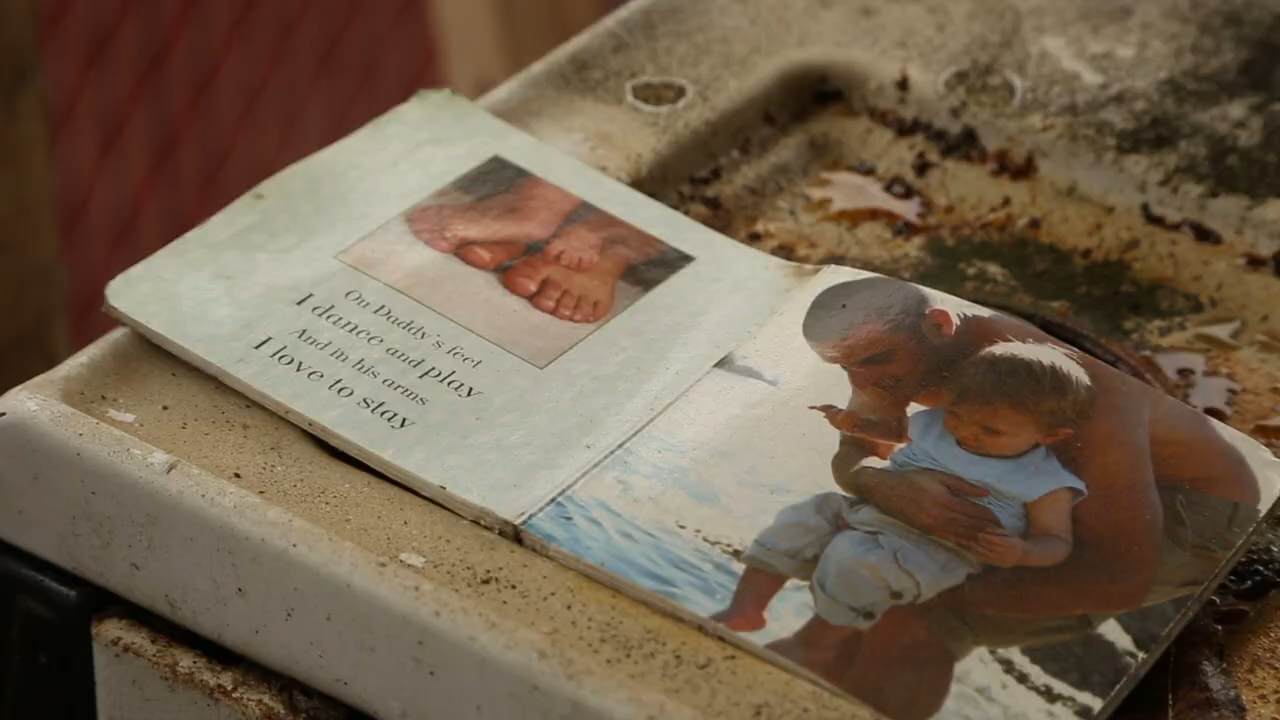 On Daddy's feet
I dance and play
And in his arms
I love to stay